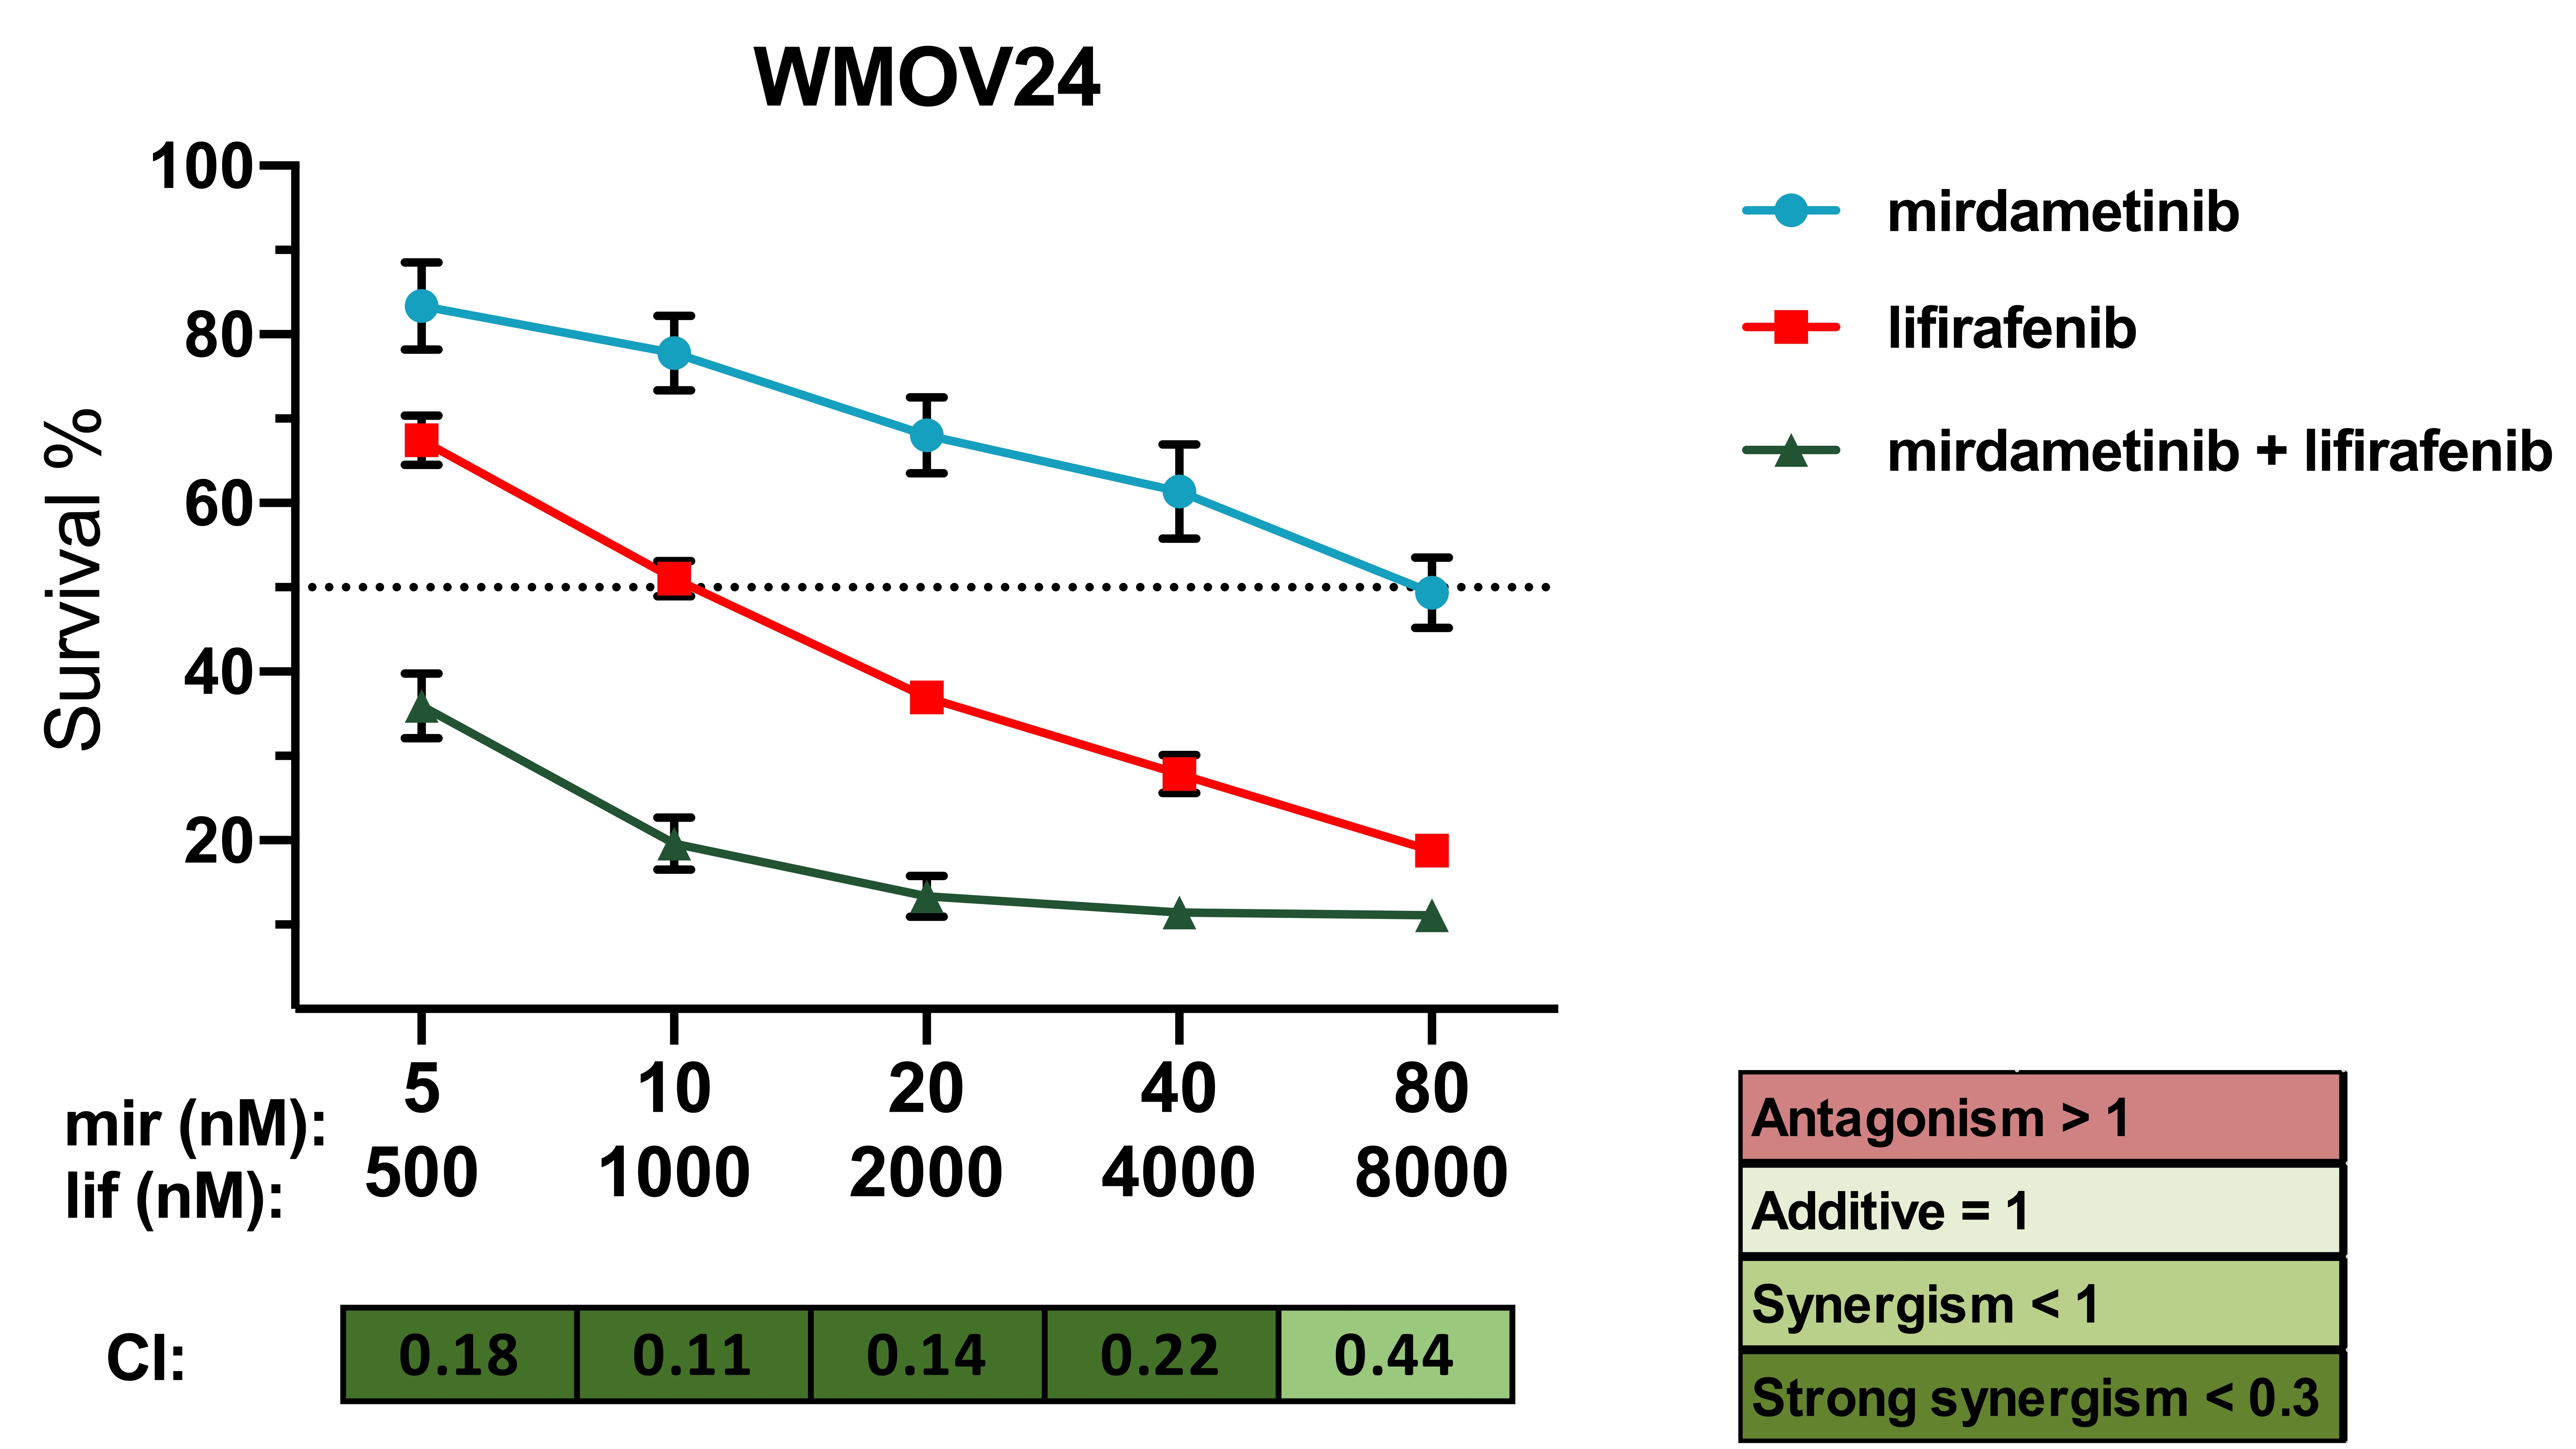 WMOV24
100
80
60
40
20
Survival %
mirdametinib
lifirafenib
mirdametinib + lifirafenib
mir (nM): 5 10 20 40 80
lif (nM): 500 1000 2000 4000 8000
CI: 0.18 0.11 0.14 0.22 0.44
Antagonism > 1
Additive = 1
Synergism < 1
Strong synergism < 0.3